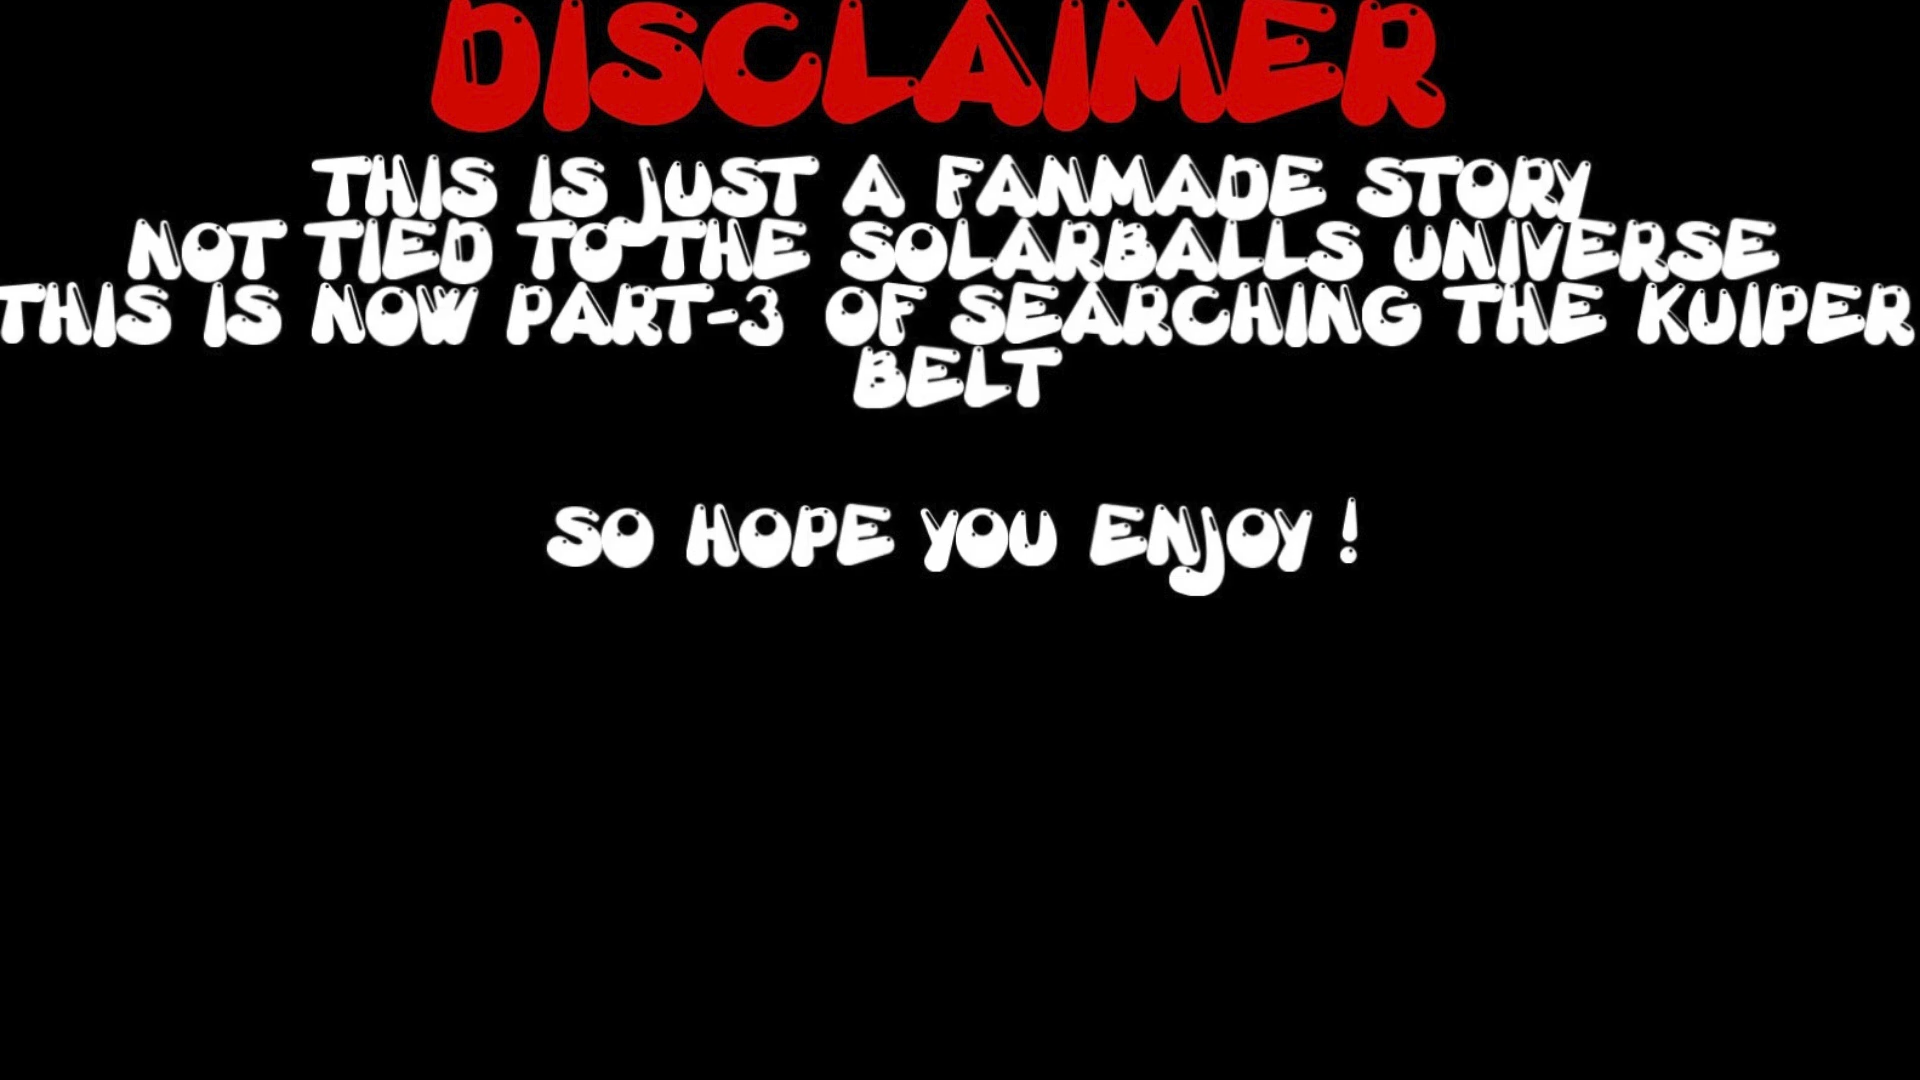 DISCLAIMER
THIS IS JUST A FANMADE STORY
NOT TIED TO THE SOLARBALLS UNIVERSE
THIS IS NOW PART-3 OF SEARCHING THE KUIPER
BELT
SO HOPE YOU ENJOY !